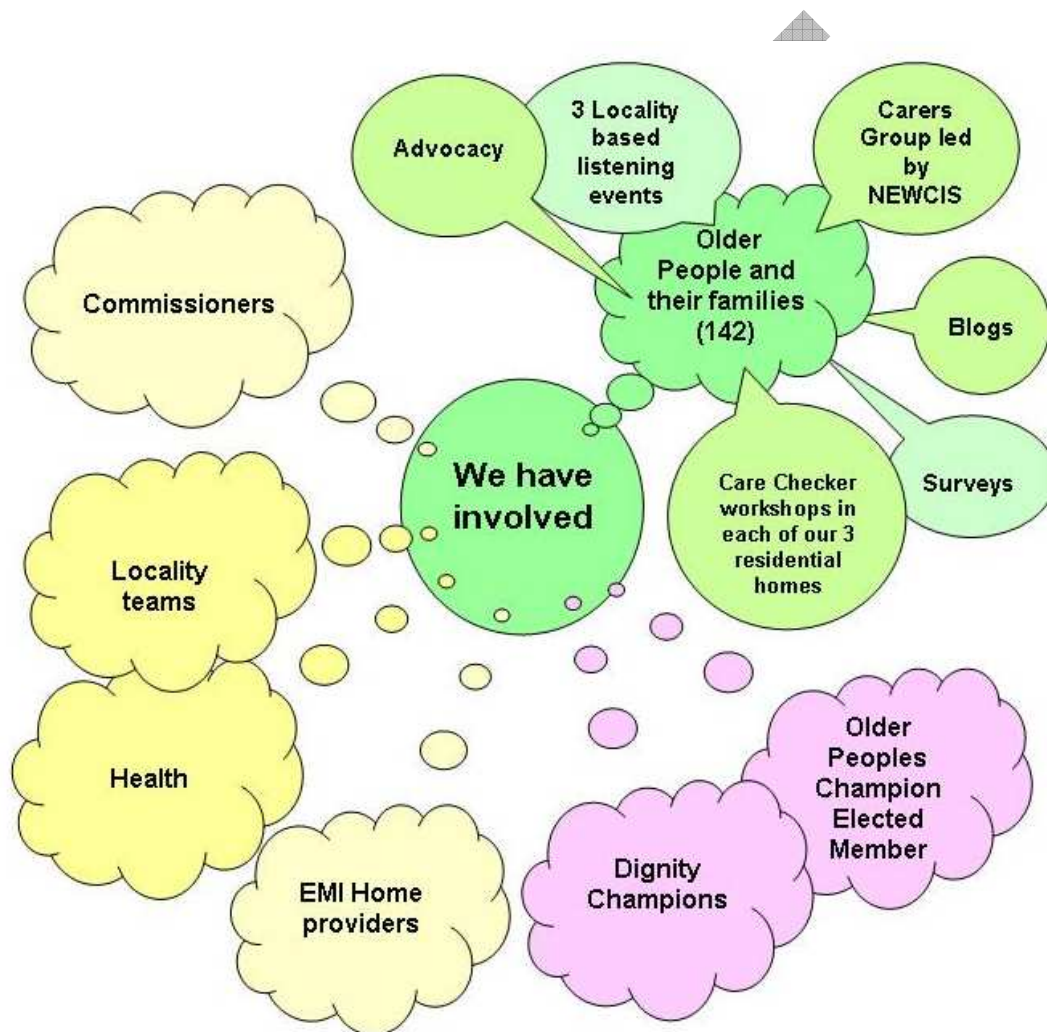 Advocacy
3 Locality
based
listening
events
Carers
Group led
by
NEWCIS
Commissioners
Older
People and
their families
(142)
Blogs
We have
involved
Care Checker
workshops in
each of our 3
residential
homes
Surveys
Locality
teams
Health
Older
Peoples
Champion
Elected
Member
EMI Home
providers
Dignity
Champions